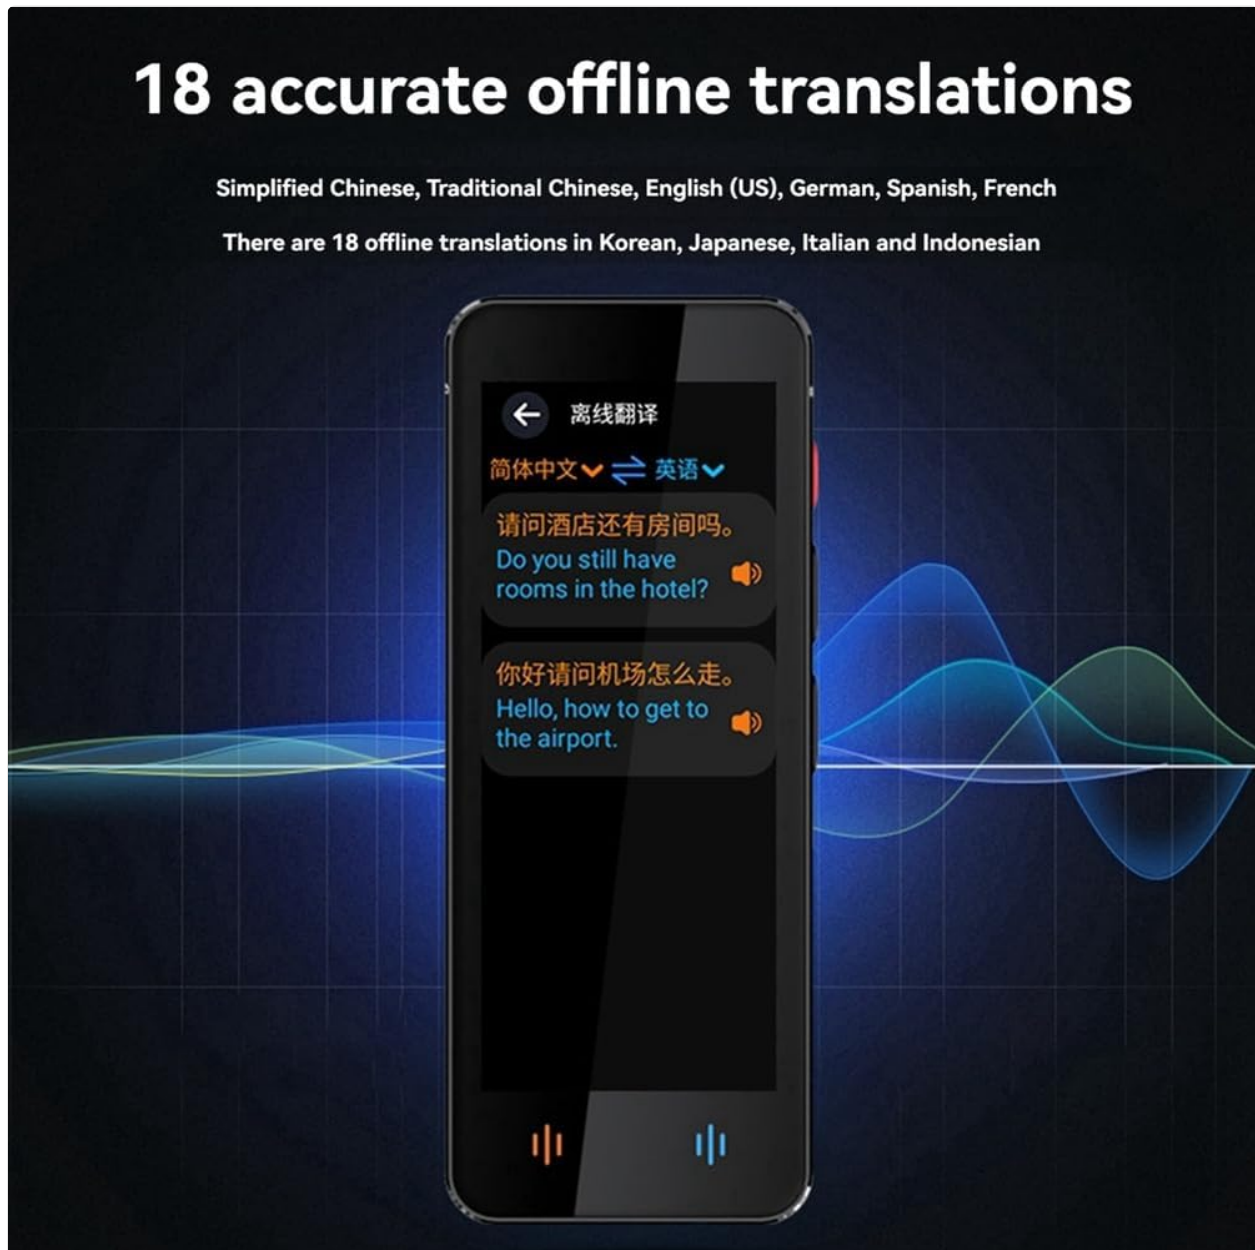 18 accurate offline translations
Simplified Chinese, Traditional Chinese, English (US), German, Spanish, French
There are 18 offline translations in Korean, Japanese, Italian and Indonesian
离线翻译
简体中文 英语
请问酒店还有房间吗。
Do you still have
rooms in the hotel?
你好请问机场怎么走。
Hello, how to get to
the airport.